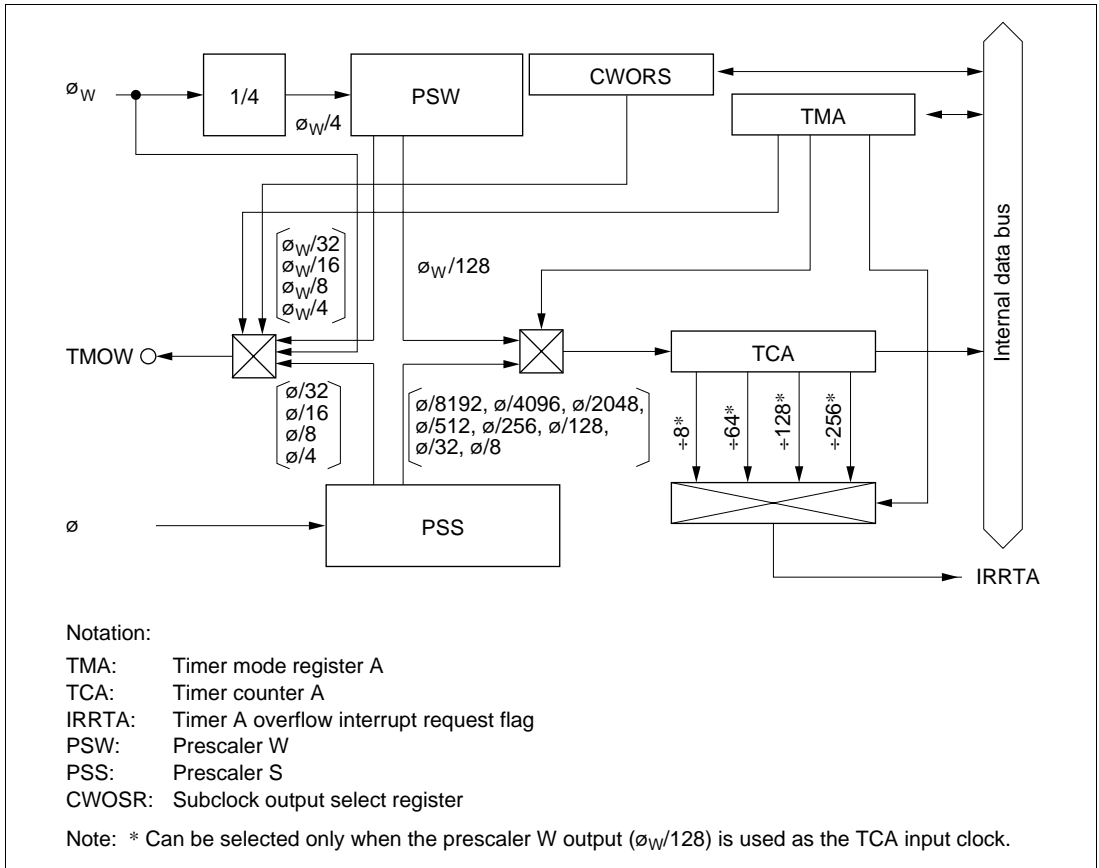 øW
1/4
øW/4
PSW
CWORS
TMA
Internal data bus
øW/32
øW/16
øW/8
øW/4
øW/128
TMOW
TCA
ø/32
ø/16
ø/8
ø/4
ø/8192, ø/4096, ø/2048,
ø/512, ø/256, ø/128,
ø/32, ø/8
÷8*
÷64*
÷128*
÷256*
ø
PSS
IRRTA
Notation:
TMA: Timer mode register A
TCA: Timer counter A
IRRTA: Timer A overflow interrupt request flag
PSW: Prescaler W
PSS: Prescaler S
CWOSR: Subclock output select register
Note: * Can be selected only when the prescaler W output (øW/128) is used as the TCA input clock.